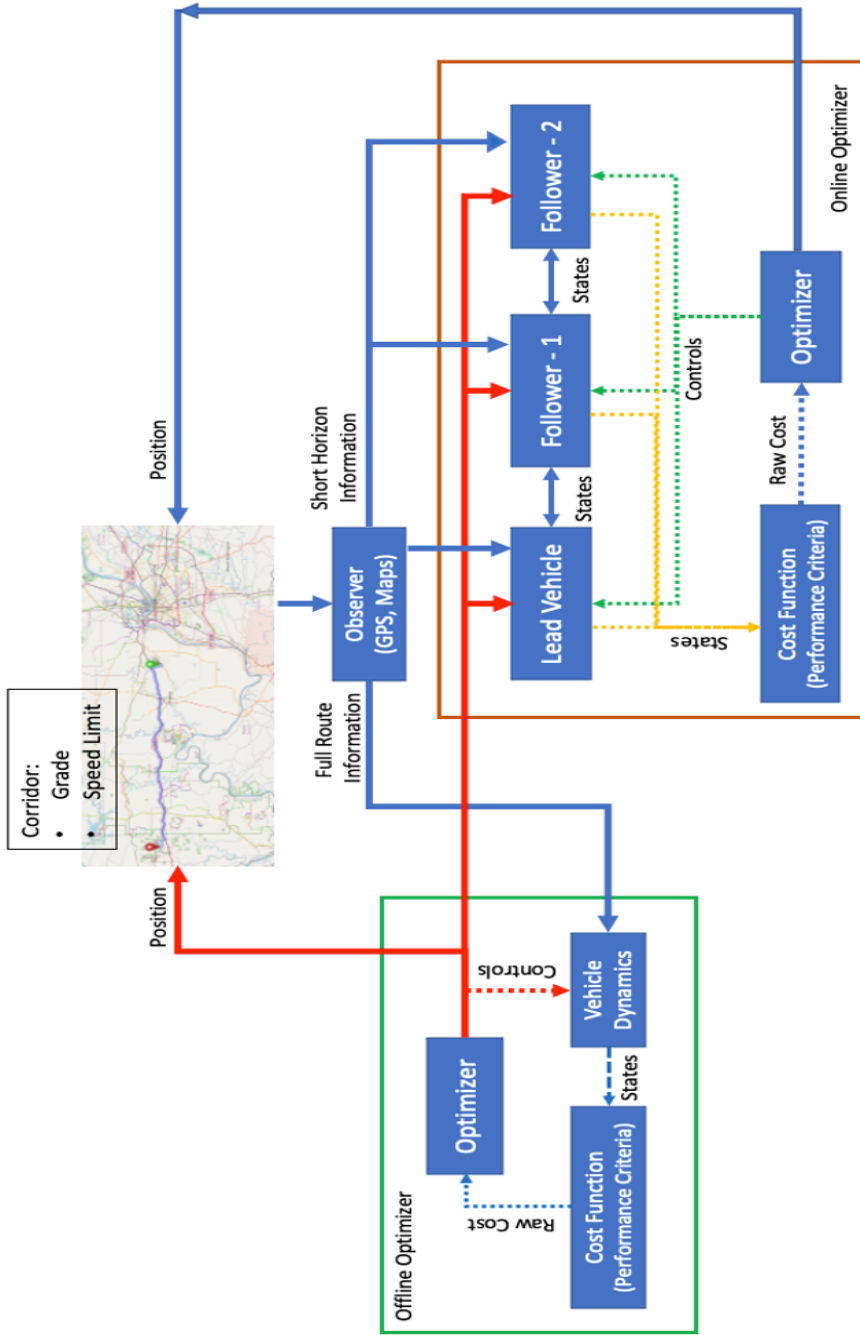 Corridor:
• Grade
• Speed Limit
Position
Position
Observer
(GPS, Maps)
Full Route
Information
Short Horizon
Information
Offline Optimizer
Optimizer
Controls
Raw Cost
Vehicle
Dynamics
States
Cost Function
(Performance Criteria)
Lead Vehicle
States
Follower - 1
States
Follower - 2
Controls
States
Cost Function
(Performance Criteria)
Raw Cost
Optimizer
Online Optimizer